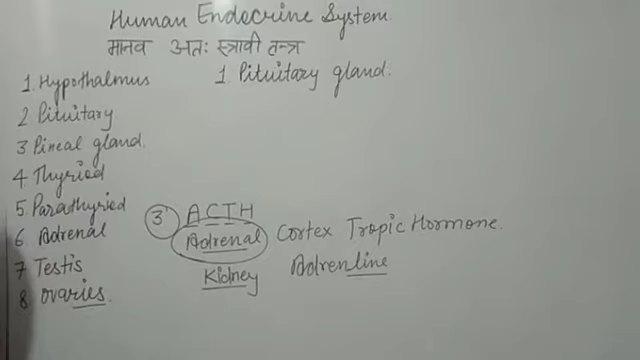 Human Endocrine System.
मानव अतः स्त्रावी तन्त्र
1. Hypothalmus
1. Pituitary gland.
2 Pituitary
3 Pineal gland.
4 Thyried
5. Parathyried
6 Adrenal
7 Testis
8 ovaries.
3 ACTH
Adrenal Cortex Tropic Hormone.
Kidney Adrenline